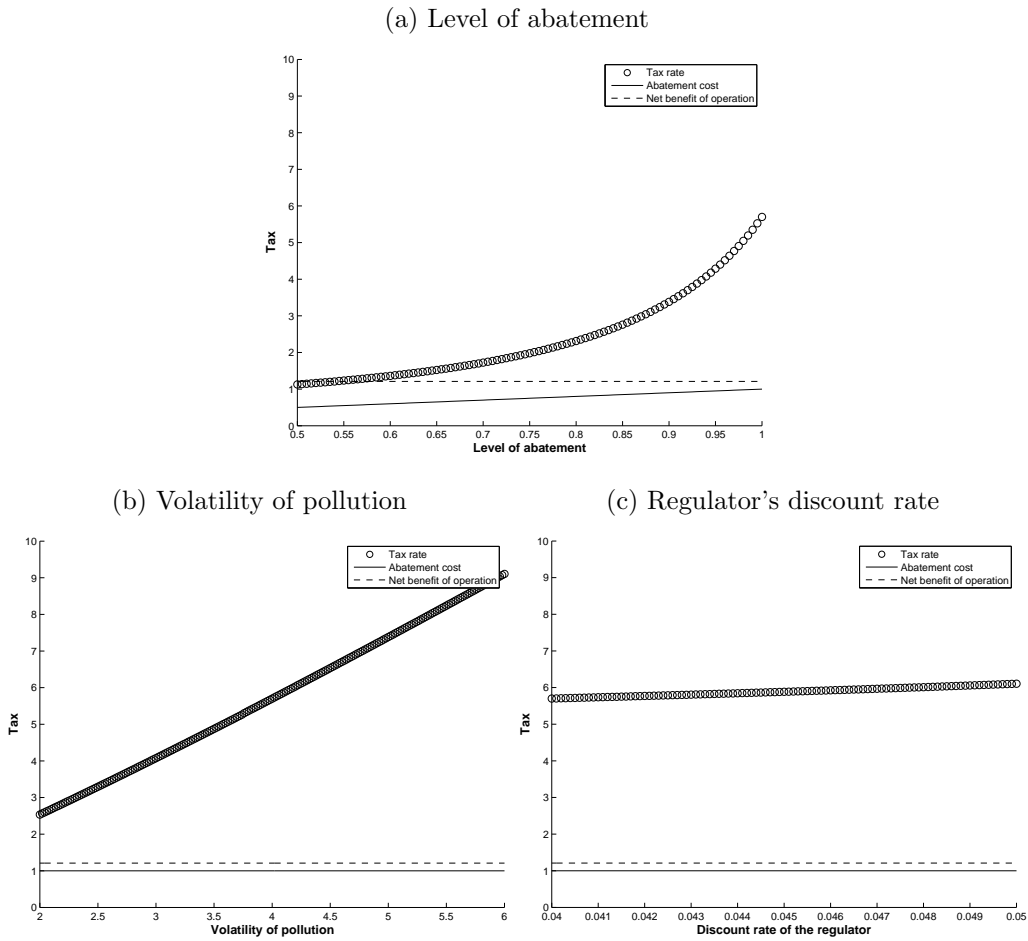 (a) Level of abatement
10
9
8
7
6
5
4
3
2
1
0
Tax
Tax rate
Abatement cost
Net benefit of operation
0.5 0.55 0.6 0.65 0.7 0.75 0.8 0.85 0.9 0.95 1
Level of abatement
(b) Volatility of pollution
10
9
8
7
6
5
4
3
2
1
0
Tax
Tax rate
Abatement cost
Net benefit of operation
2 2.5 3 3.5 4 4.5 5 5.5 6
Volatility of pollution
(c) Regulator's discount rate
10
9
8
7
6
5
4
3
2
1
0
Tax
Tax rate
Abatement cost
Net benefit of operation
0.04 0.041 0.042 0.043 0.044 0.045 0.046 0.047 0.048 0.049 0.05
Discount rate of the regulator